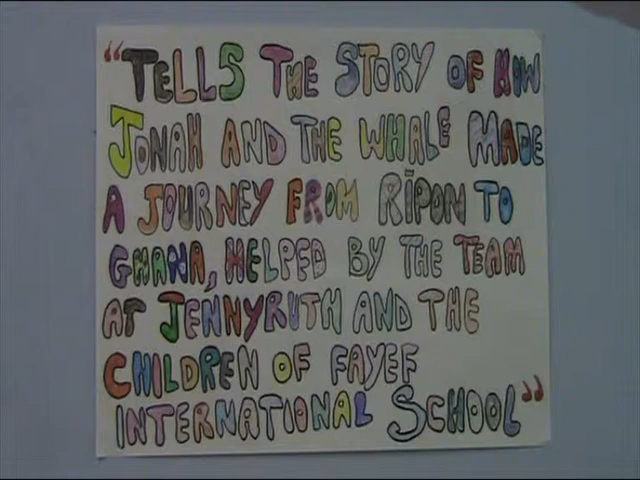 “TELLS THE STORY OF HOW
JONAH AND THE WHALE MADE
A JOURNEY FROM RIPON TO
GHANA, HELPED BY THE TEAM
AT JENNYRUTH AND THE
CHILDREN OF FAYEF
INTERNATIONAL SCHOOL”